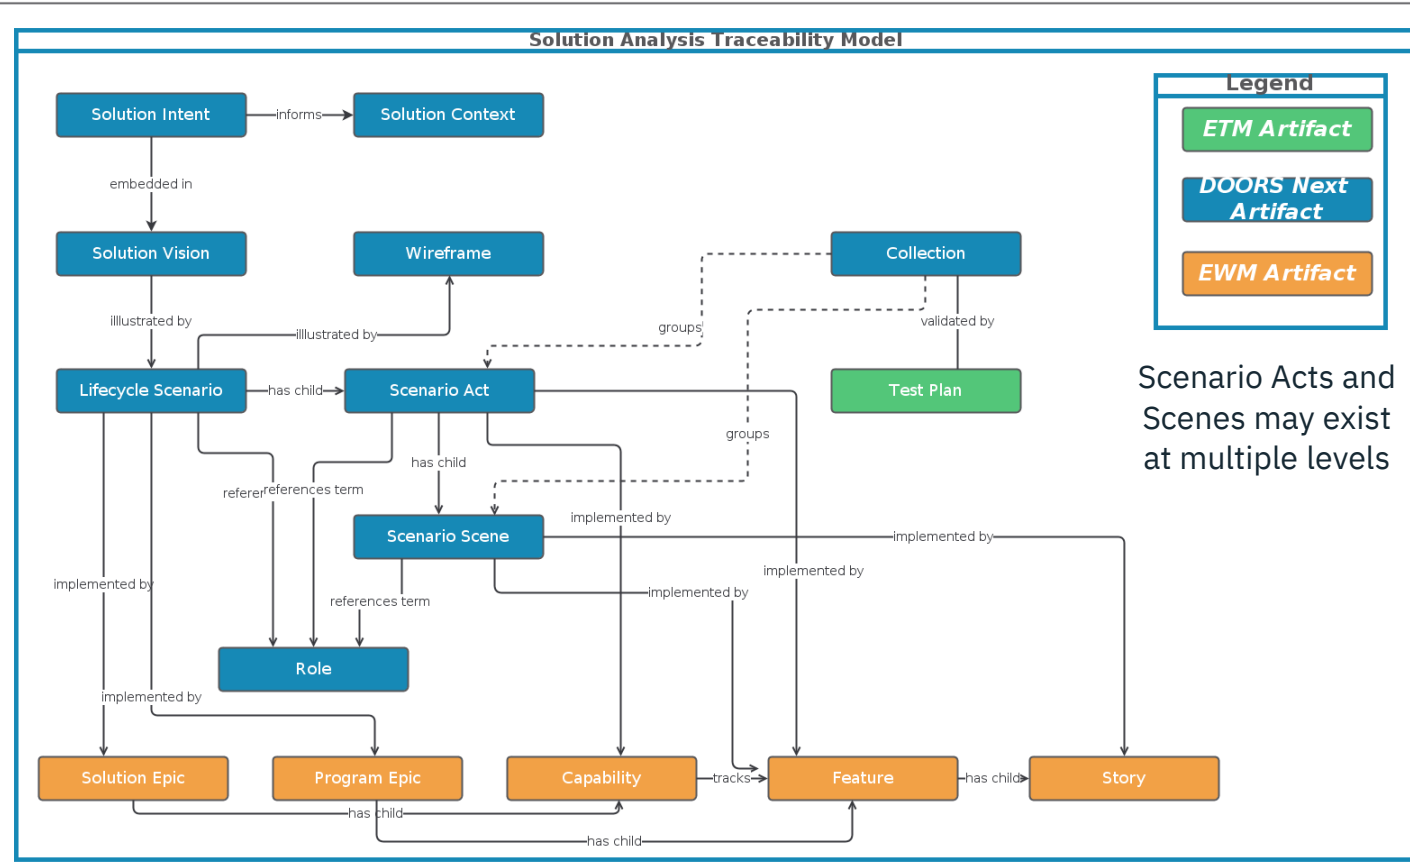 Solution Analysis Traceability Model
Legend
Solution Intent
informs
Solution Context
ETM Artifact
embedded in
DOORS Next
Artifact
Solution Vision
Wireframe
Collection
EWM Artifact
illlustrated by
illlustrated by
groups
validated by
Lifecycle Scenario
has child
Scenario Act
Test Plan
Scenario Acts and
Scenes may exist
at multiple levels
groups
has child
references term
implemented by
Scenario Scene
implemented by
implemented by
implemented by
implemented by
references term
Role
implemented by
Solution Epic
Program Epic
Capability
tracks
Feature
has child
Story
has child
has child